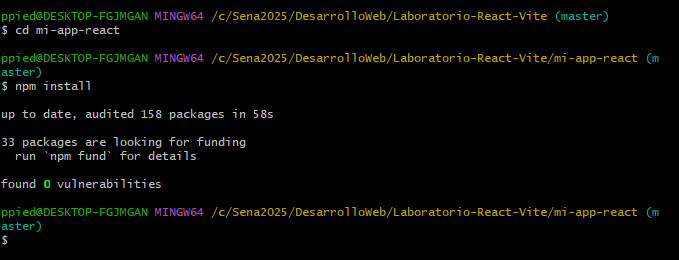 ppied@DESKTOP-FGJMGAN MINGW64 /c/Sena2025/DesarrolloWeb/Laboratorio-React-Vite (master)
$ cd mi-app-react
ppied@DESKTOP-FGJMGAN MINGW64 /c/Sena2025/DesarrolloWeb/Laboratorio-React-Vite/mi-app-react (m
aster)
$ npm install
up to date, audited 158 packages in 58s
33 packages are looking for funding
  run `npm fund` for details
found 0 vulnerabilities
ppied@DESKTOP-FGJMGAN MINGW64 /c/Sena2025/DesarrolloWeb/Laboratorio-React-Vite/mi-app-react (m
aster)
$